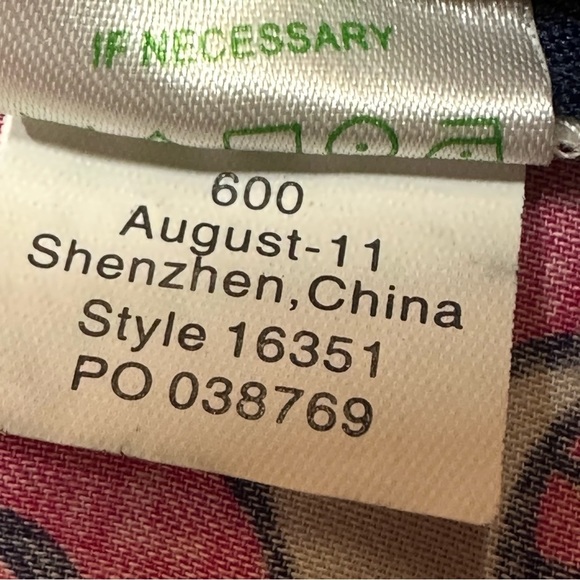 IF NECESSARY
600
August-11
Shenzhen, China
Style 16351
PO 038769